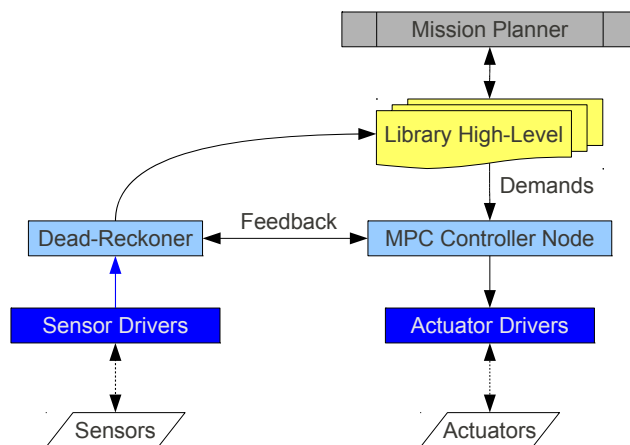 Mission Planner
Library High-Level
Demands
Feedback
Dead-Reckoner
MPC Controller Node
Sensor Drivers
Actuator Drivers
Sensors
Actuators